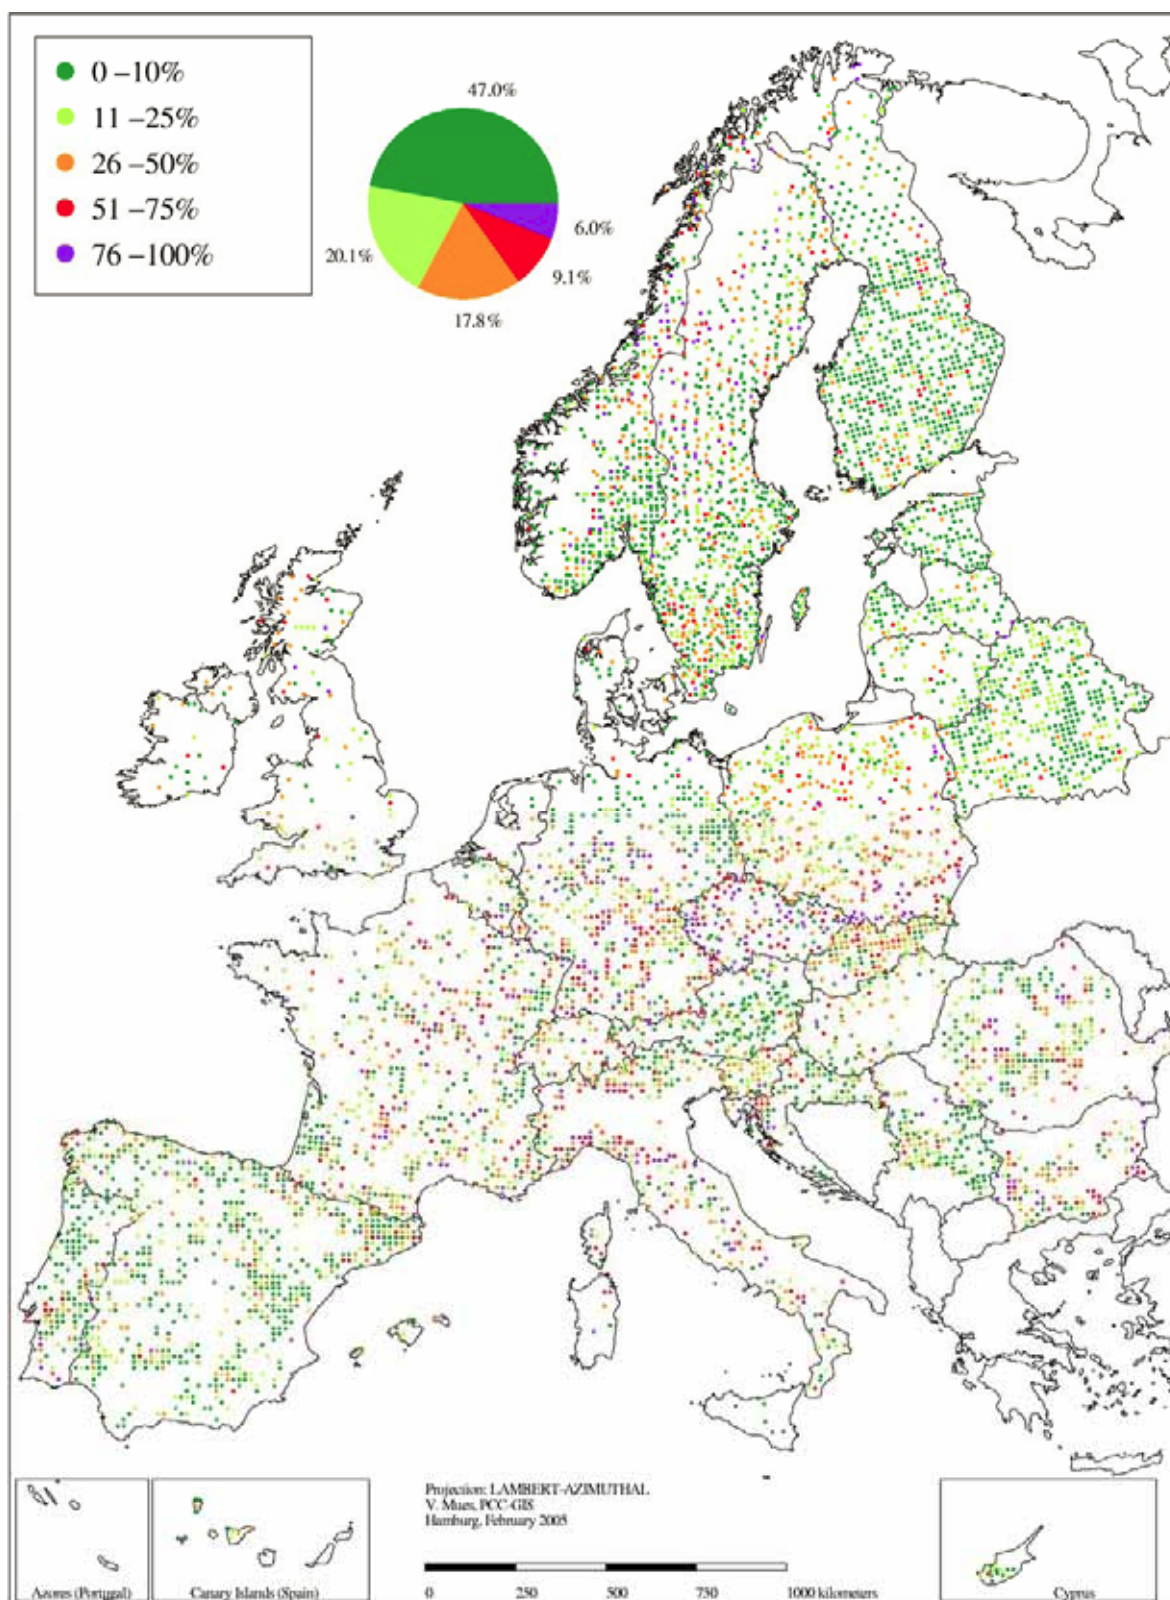 0 –10%
11 –25%
26 –50%
51 –75%
76 –100%
47.0%
6.0%
9.1%
17.8%
20.1%
Projection: LAMBERT-AZIMUTHAL
V. Mues, PCC-GIS
Hamburg, February 2005
0 250 500 750 1000 kilometers
Azores (Portugal)
Canary Islands (Spain)
Cyprus